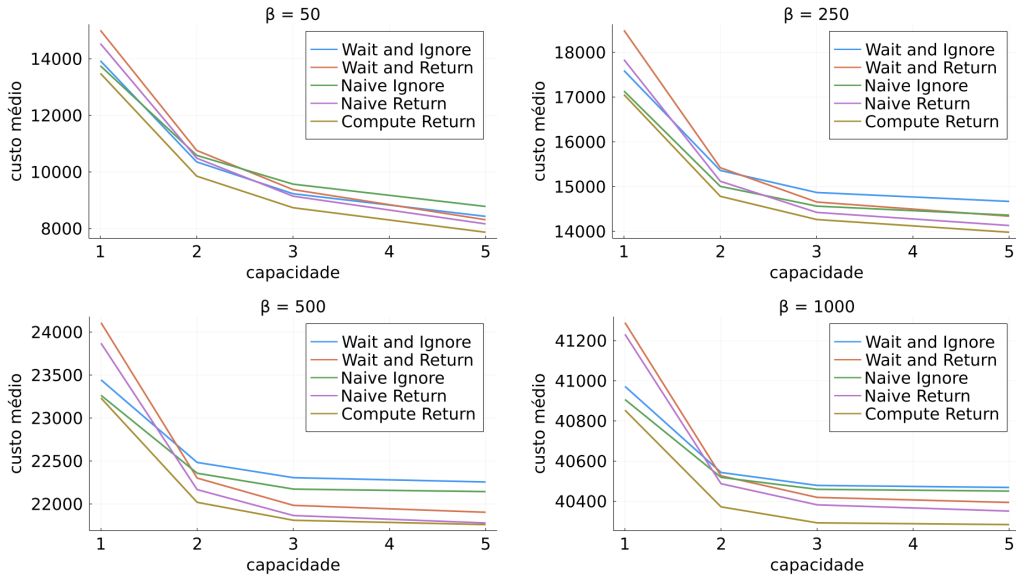 β = 50
14000
12000
10000
8000
custo médio
1 2 3 4 5
capacidade
Wait and Ignore
Wait and Return
Naive Ignore
Naive Return
Compute Return
β = 250
18000
17000
16000
15000
14000
custo médio
1 2 3 4 5
capacidade
Wait and Ignore
Wait and Return
Naive Ignore
Naive Return
Compute Return
β = 500
24000
23500
23000
22500
22000
custo médio
1 2 3 4 5
capacidade
Wait and Ignore
Wait and Return
Naive Ignore
Naive Return
Compute Return
β = 1000
41200
41000
40800
40600
40400
custo médio
1 2 3 4 5
capacidade
Wait and Ignore
Wait and Return
Naive Ignore
Naive Return
Compute Return